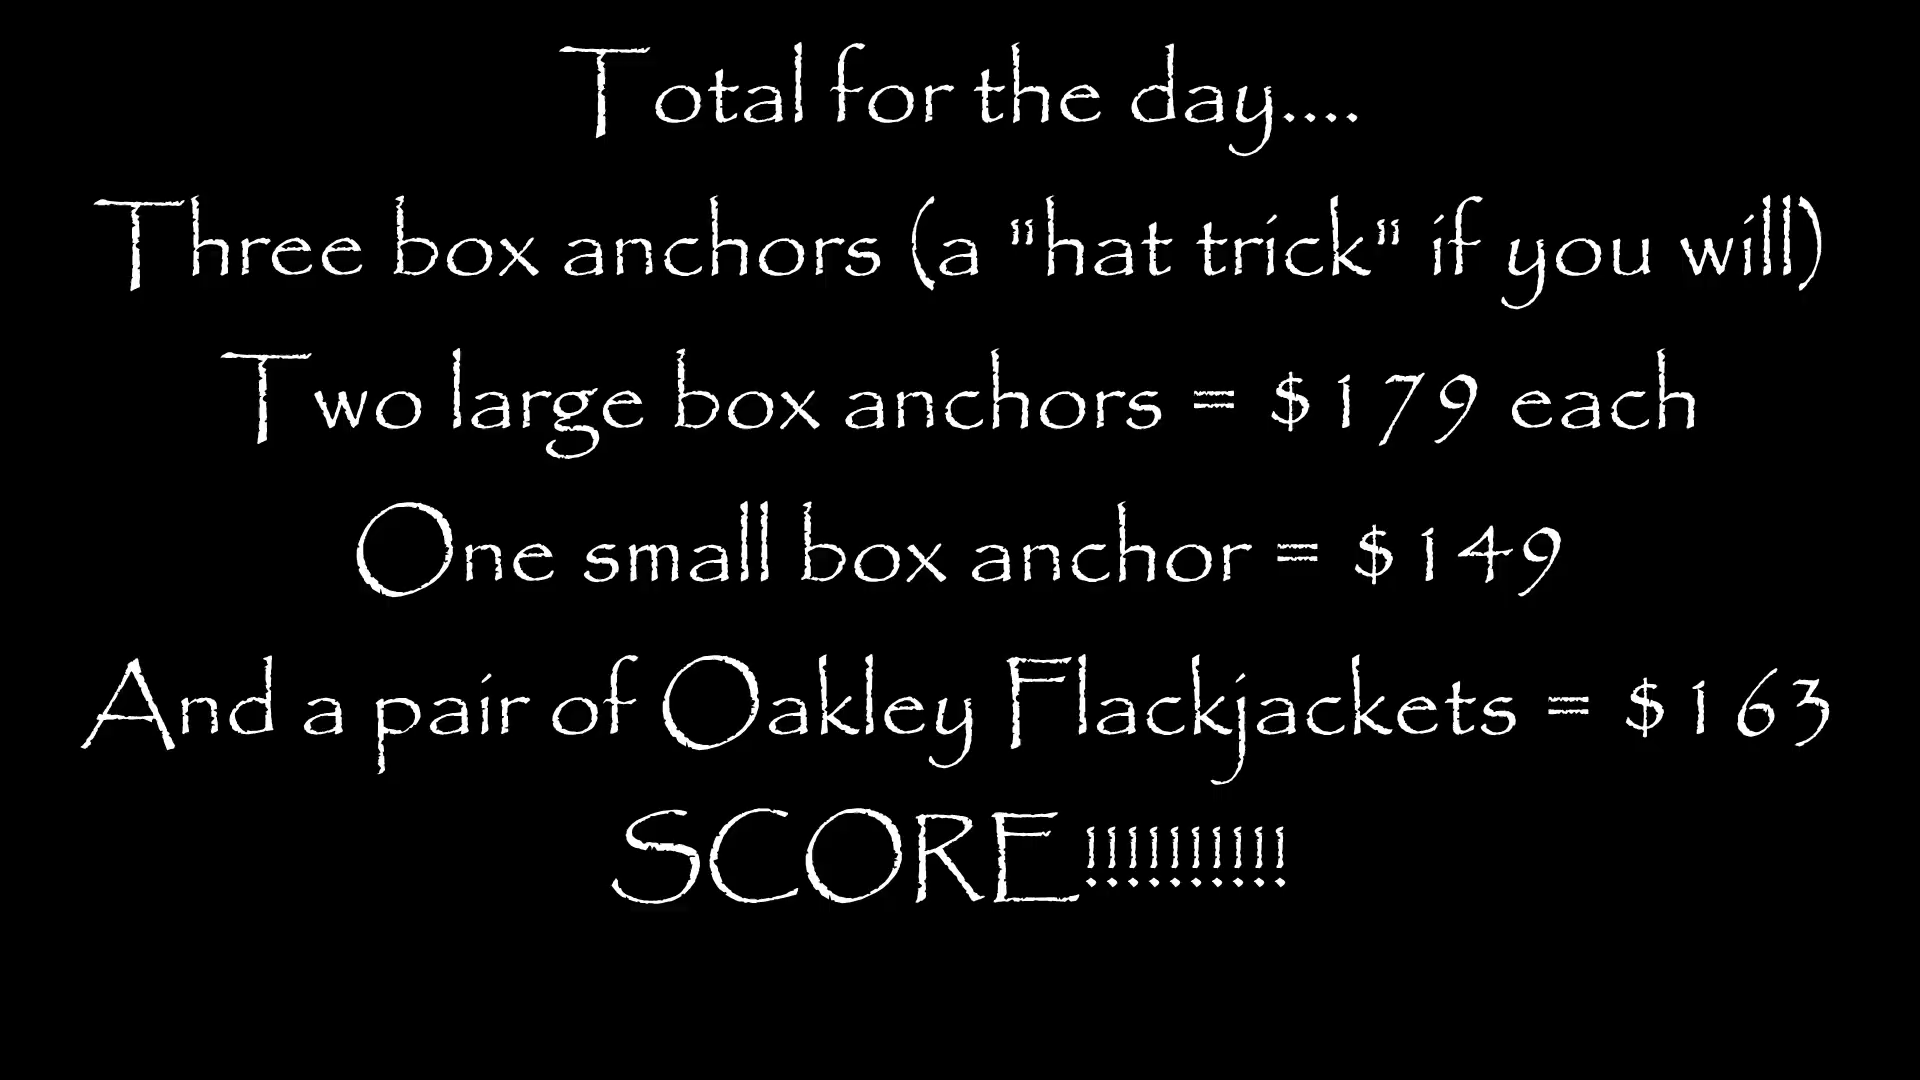 Total for the day....
Three box anchors (a "hat trick" if you will)
Two large box anchors = $179 each
One small box anchor = $149
And a pair of Oakley Flackjackets = $163
SCORE!!!!!!!!!!